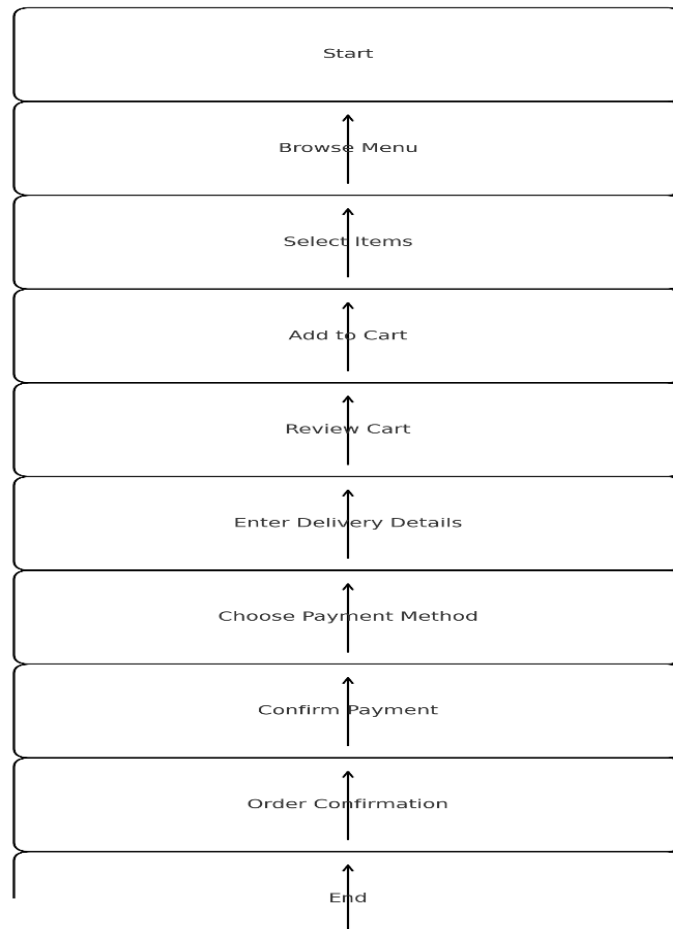 Start
Browse Menu
Select Items
Add to Cart
Review Cart
Enter Delivery Details
Choose Payment Method
Confirm Payment
Order Confirmation
End